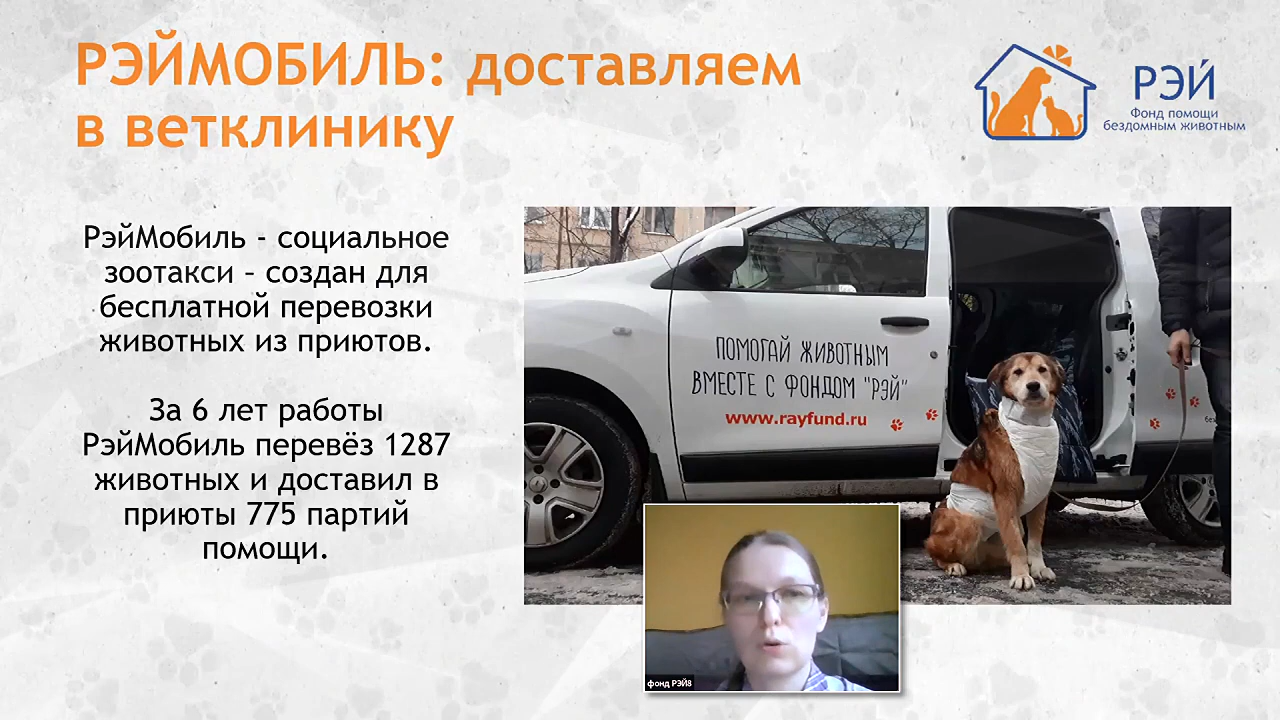 РЭЙМОБИЛЬ: доставляем
в ветклинику
РЭЙ
Фонд помощи
бездомным животным
РэйМобиль - социальное
зоотакси – создан для
бесплатной перевозки
животных из приютов.
За 6 лет работы
РэйМобиль перевёз 1287
животных и доставил в
приюты 775 партий
помощи.
ПОМОГАЙ ЖИВОТНЫМ
ВМЕСТЕ С ФОНДОМ "РЭЙ"
www.rayfund.ru
фонд РЭЙ8